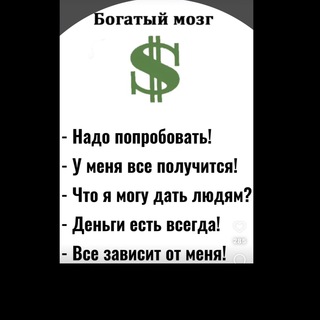 Богатый мозг
$
- Надо попробовать!
- У меня все получится!
- Что я могу дать людям?
- Деньги есть всегда!
- Все зависит от меня!